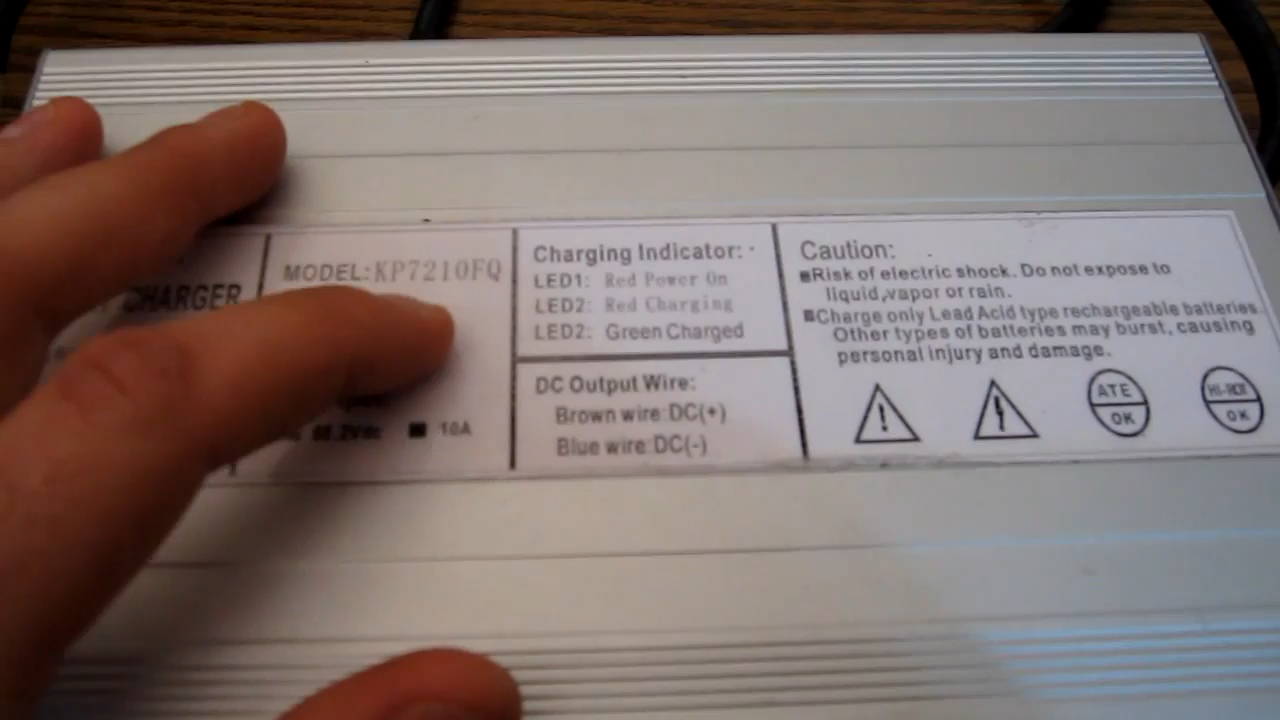 CHARGER
MODEL:KP7210FQ
10A
Charging Indicator:
LED1: Red Power On
LED2: Red Charging
LED2: Green Charged
DC Output Wire:
Brown wire:DC(+)
Blue wire:DC(-)
Caution:
■Risk of electric shock. Do not expose to
liquid,vapor or rain.
■Charge only Lead Acid type rechargeable batteries.
Other types of batteries may burst, causing
personal injury and damage.
ATE
OK
HI-POT
OK